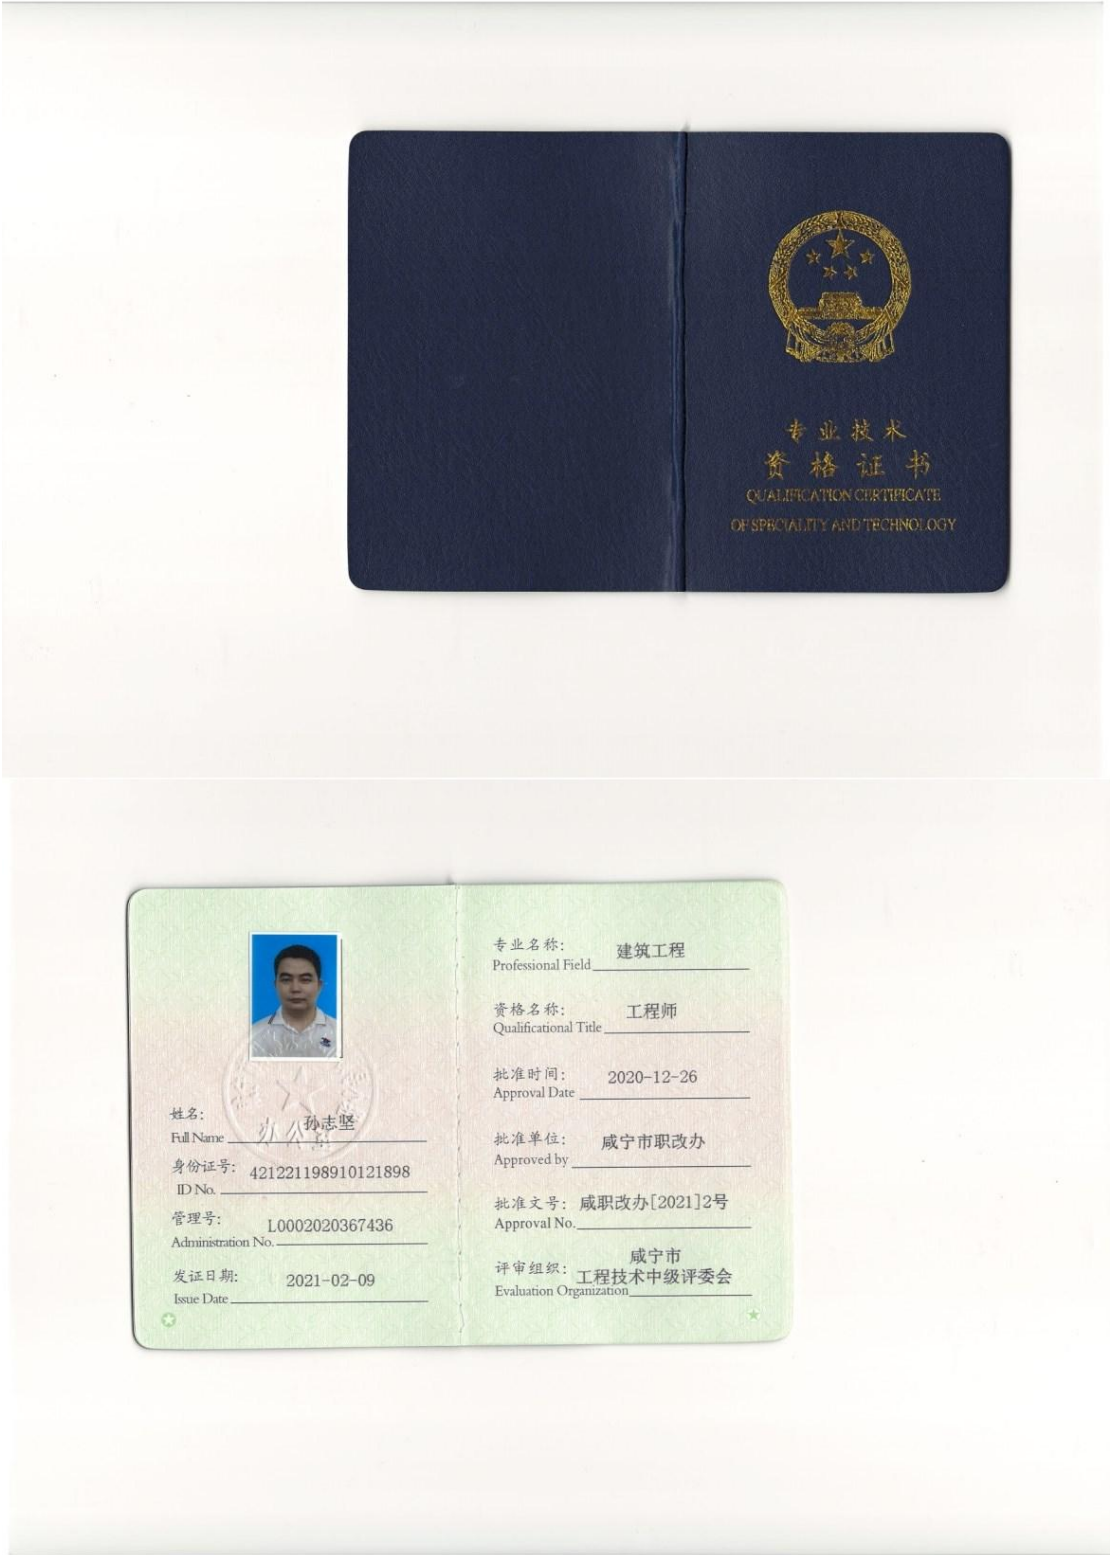 专业技术
资格证书
QUALIFICATION CERTIFICATE
OF SPECIALITY AND TECHNOLOGY
姓名:
Full Name 孙志坚
办公室
身份证号: 421221198910121898
ID No.
管理号: L0002020367436
Administration No.
发证日期: 2021-02-09
Issue Date
专业名称: 建筑工程
Professional Field
资格名称: 工程师
Qualificational Title
批准时间: 2020-12-26
Approval Date
批准单位: 咸宁市职改办
Approved by
批准文号: 咸职改办[2021]2号
Approval No.
咸宁市
评审组织: 工程技术中级评委会
Evaluation Organization